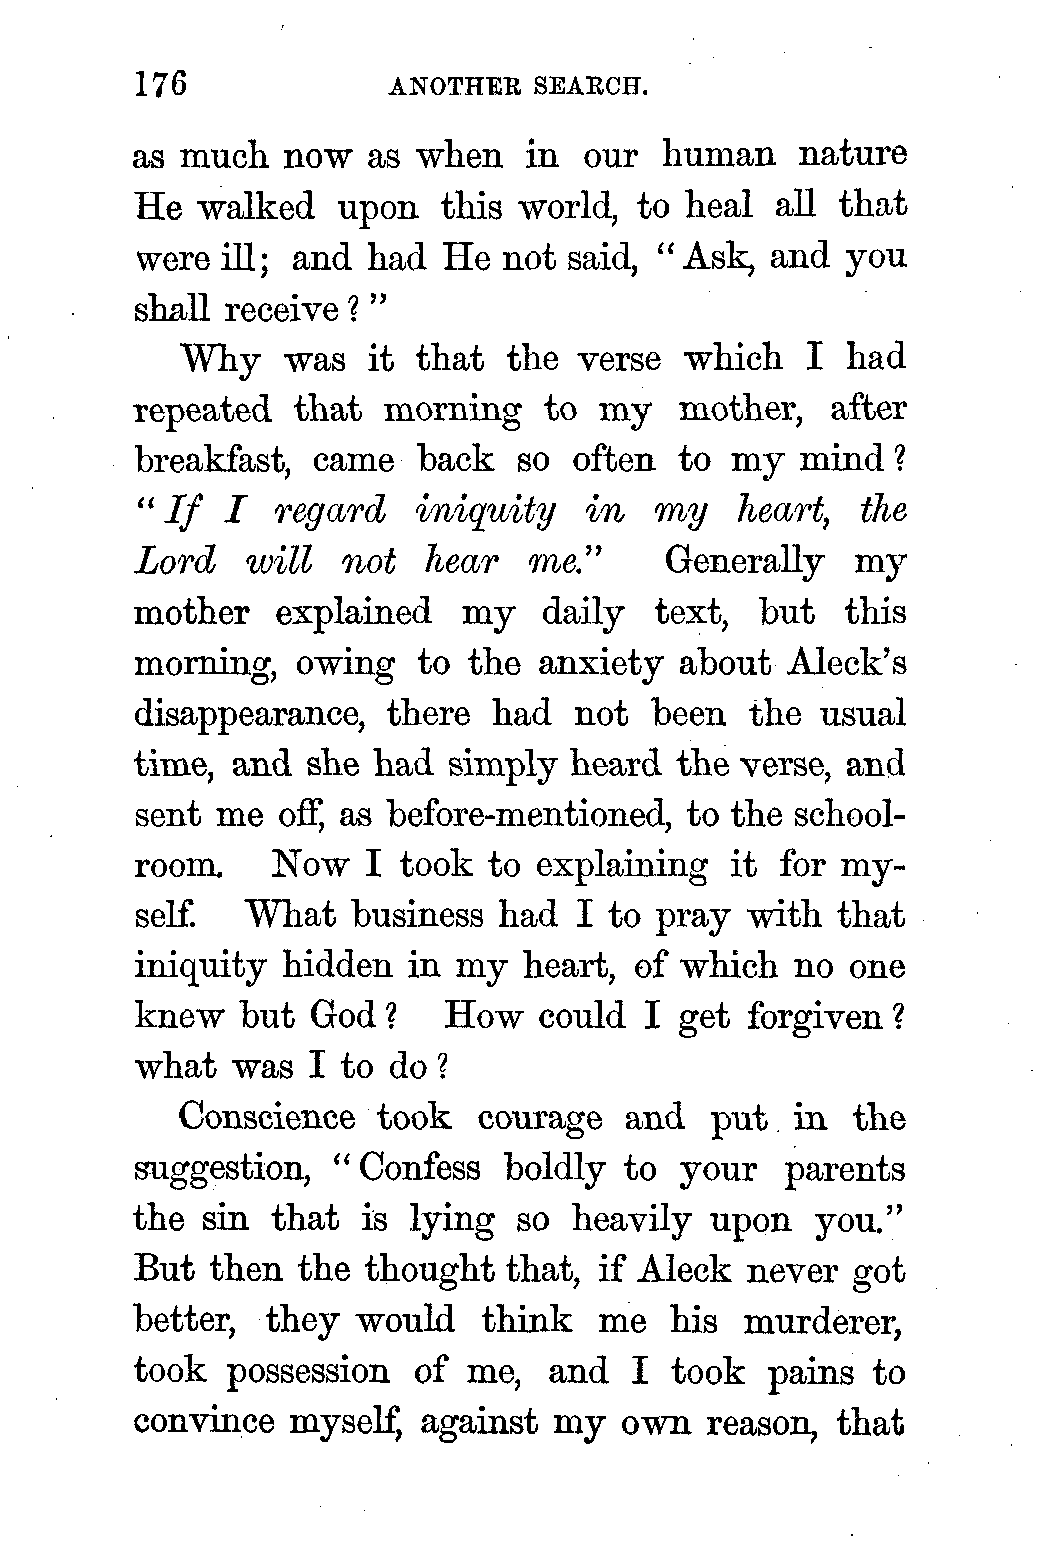 176 ANOTHER SEARCH.
as much now as when in our human nature
He walked upon this world, to heal all that
were ill; and had He not said, “Ask, and you
shall receive?”
Why was it that the verse which I had
repeated that morning to my mother, after
breakfast, came back so often to my mind?
“If I regard iniquity in my heart, the
Lord will not hear me.” Generally my
mother explained my daily text, but this
morning, owing to the anxiety about Aleck’s
disappearance, there had not been the usual
time, and she had simply heard the verse, and
sent me off, as before-mentioned, to the school-
room. Now I took to explaining it for my-
self. What business had I to pray with that
iniquity hidden in my heart, of which no one
knew but God? How could I get forgiven?
what was I to do?
Conscience took courage and put in the
suggestion, “Confess boldly to your parents
the sin that is lying so heavily upon you.”
But then the thought that, if Aleck never got
better, they would think me his murderer,
took possession of me, and I took pains to
convince myself, against my own reason, that